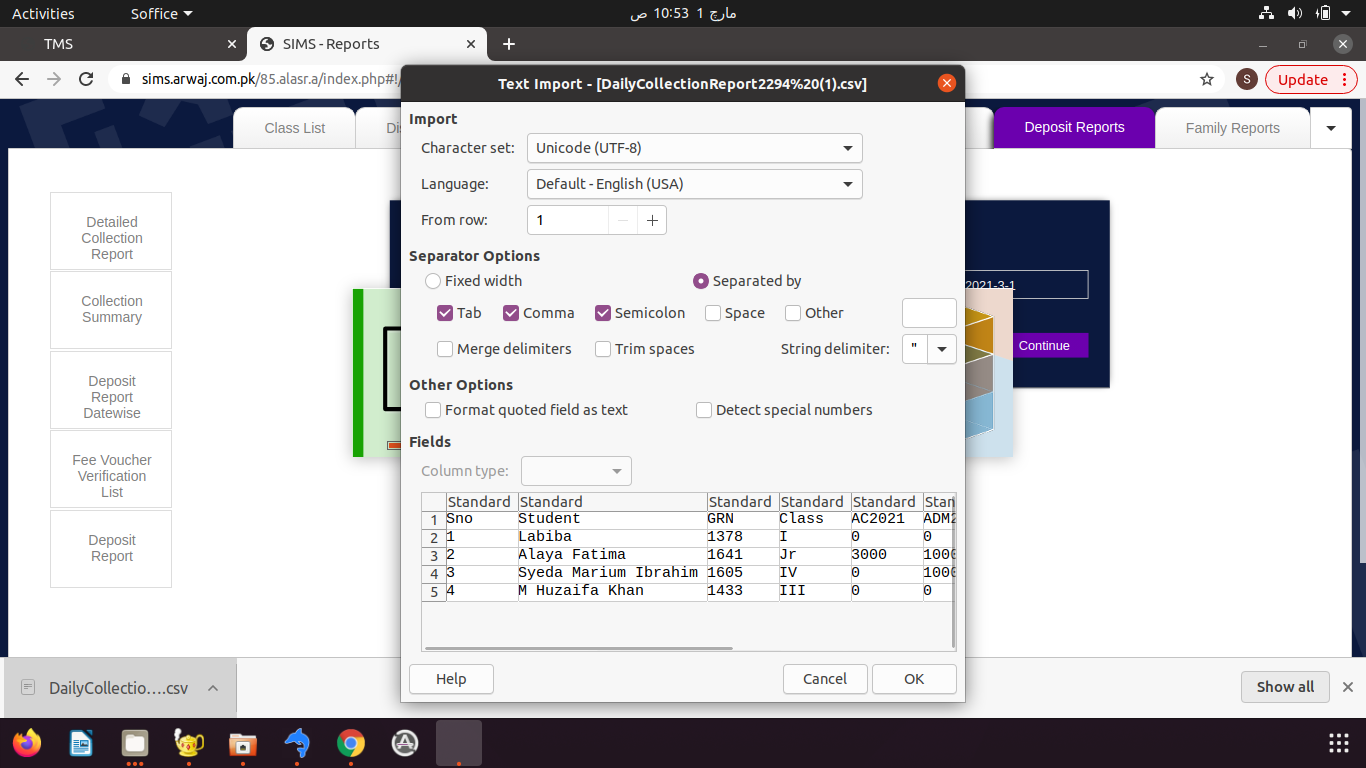 Activities
Soffice
مارچ 1  10:53 ص
TMS
SIMS - Reports
sims.arwaj.com.pk/85.alasr.a/index.php#!/
S
Update
Class List
Deposit Reports
Family Reports
Detailed
Collection
Report
Collection
Summary
Deposit
Report
Datewise
Fee Voucher
Verification
List
Deposit
Report
2021-3-1
Continue
Text Import - [DailyCollectionReport2294%20(1).csv]
Import
Character set: Unicode (UTF-8)
Language: Default - English (USA)
From row: 1
Separator Options
Fixed width Separated by
Tab Comma Semicolon Space Other
Merge delimiters Trim spaces String delimiter: "
Other Options
Format quoted field as text Detect special numbers
Fields
Column type:
Standard Standard Standard Standard Standard Stan
1 Sno Student GRN Class AC2021 ADM2
2 1 Labiba 1378 I 0 0
3 2 Alaya Fatima 1641 Jr 3000 1000
4 3 Syeda Marium Ibrahim 1605 IV 0 1000
5 4 M Huzaifa Khan 1433 III 0 0
Help Cancel OK
DailyCollectio....csv
Show all